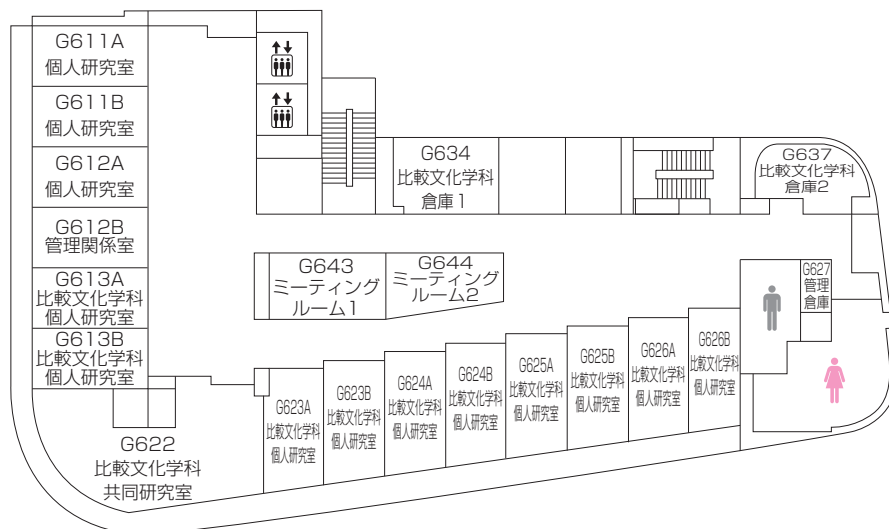 G611A
個人研究室
G611B
個人研究室
G612A
個人研究室
G612B
管理関係室
G613A
比較文化学科
個人研究室
G613B
比較文化学科
個人研究室
G622
比較文化学科
共同研究室
G634
比較文化学科
倉庫1
G637
比較文化学科
倉庫2
G643
ミーティング
ルーム1
G644
ミーティング
ルーム2
G627
管理
倉庫
G623A
比較文化学科
個人研究室
G623B
比較文化学科
個人研究室
G624A
比較文化学科
個人研究室
G624B
比較文化学科
個人研究室
G625A
比較文化学科
個人研究室
G625B
比較文化学科
個人研究室
G626A
比較文化学科
個人研究室
G626B
比較文化学科
個人研究室